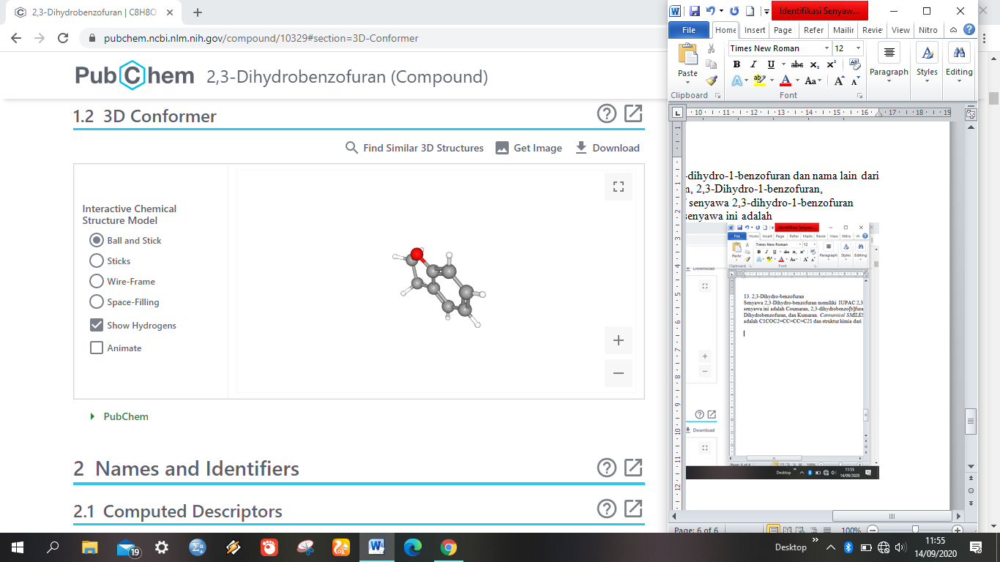 2,3-Dihydrobenzofuran | C8H8O
pubchem.ncbi.nlm.nih.gov/compound/10329#section=3D-Conformer
PubChem 2,3-Dihydrobenzofuran (Compound)
1.2 3D Conformer
Find Similar 3D Structures Get Image Download
Interactive Chemical
Structure Model
Ball and Stick
Sticks
Wire-Frame
Space-Filling
Show Hydrogens
Animate
PubChem
2 Names and Identifiers
2.1 Computed Descriptors
Identifikasi Senyaw...
File Home Insert Page Refer Mailin Revie View Nitro
Times New Roman 12
Paste
B I U abc x₂ x²
Aa A A
Paragraph Styles Editing
Clipboard Font
10 11 12 13 14 15 16 17 18 19
-dihydro-1-benzofuran dan nama lain dari
n, 2,3-Dihydro-1-benzofuran,
senyawa 2,3-dihydro-1-benzofuran
senyawa ini adalah
Identifikasi Senyaw...
File Home Insert Page Refer Mailin Revie View Nitro
Times New Roman 12
Paste
Paragraph Styles Editing
Clipboard Font
Download
13. 2,3-Dihydro-benzofuran
Senyawa 2,3-Dihydro-benzofuran memiliki IUPAC 2,3
senyawa ini adalah Coumaran, 2,3-dihydrobenzo[b]fura
Dihydrobenzofuran, dan Kumaran. Cannonical SMILES
adalah C1COC2=CC=CC=C21 dan struktur kimia dari
Download
Page: 6 of 6 100%
Desktop 11:55
14/09/2020
Page: 6 of 6 100%
19
Desktop 11:55
14/09/2020